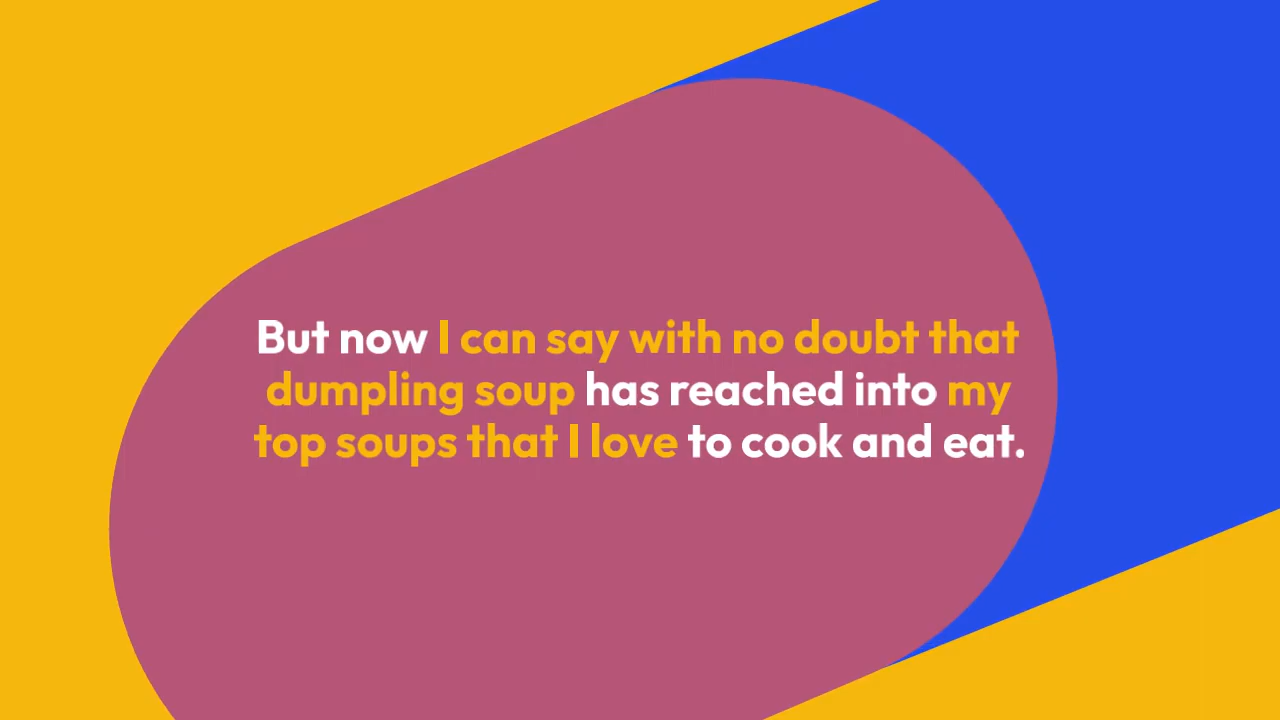 But now I can say with no doubt that
dumpling soup has reached into my
top soups that I love to cook and eat.